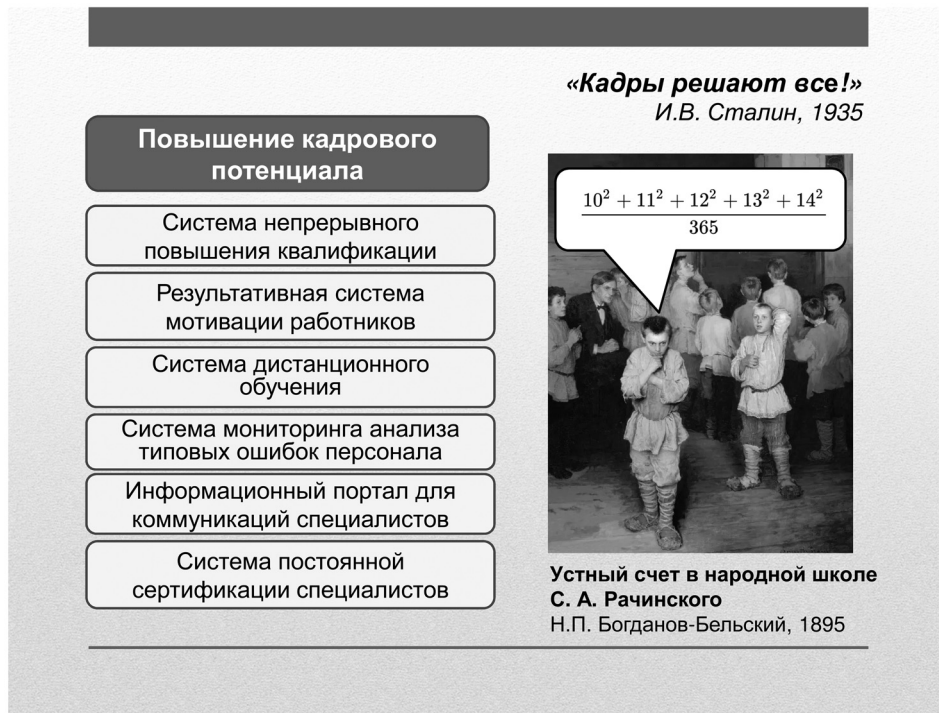 «Кадры решают все!»
И.В. Сталин, 1935
Повышение кадрового
потенциала
Система непрерывного
повышения квалификации
Результативная система
мотивации работников
Система дистанционного
обучения
Система мониторинга анализа
типовых ошибок персонала
Информационный портал для
коммуникаций специалистов
Система постоянной
сертификации специалистов
10² + 11² + 12² + 13² + 14²
365
Устный счет в народной школе
С. А. Рачинского
Н.П. Богданов-Бельский, 1895